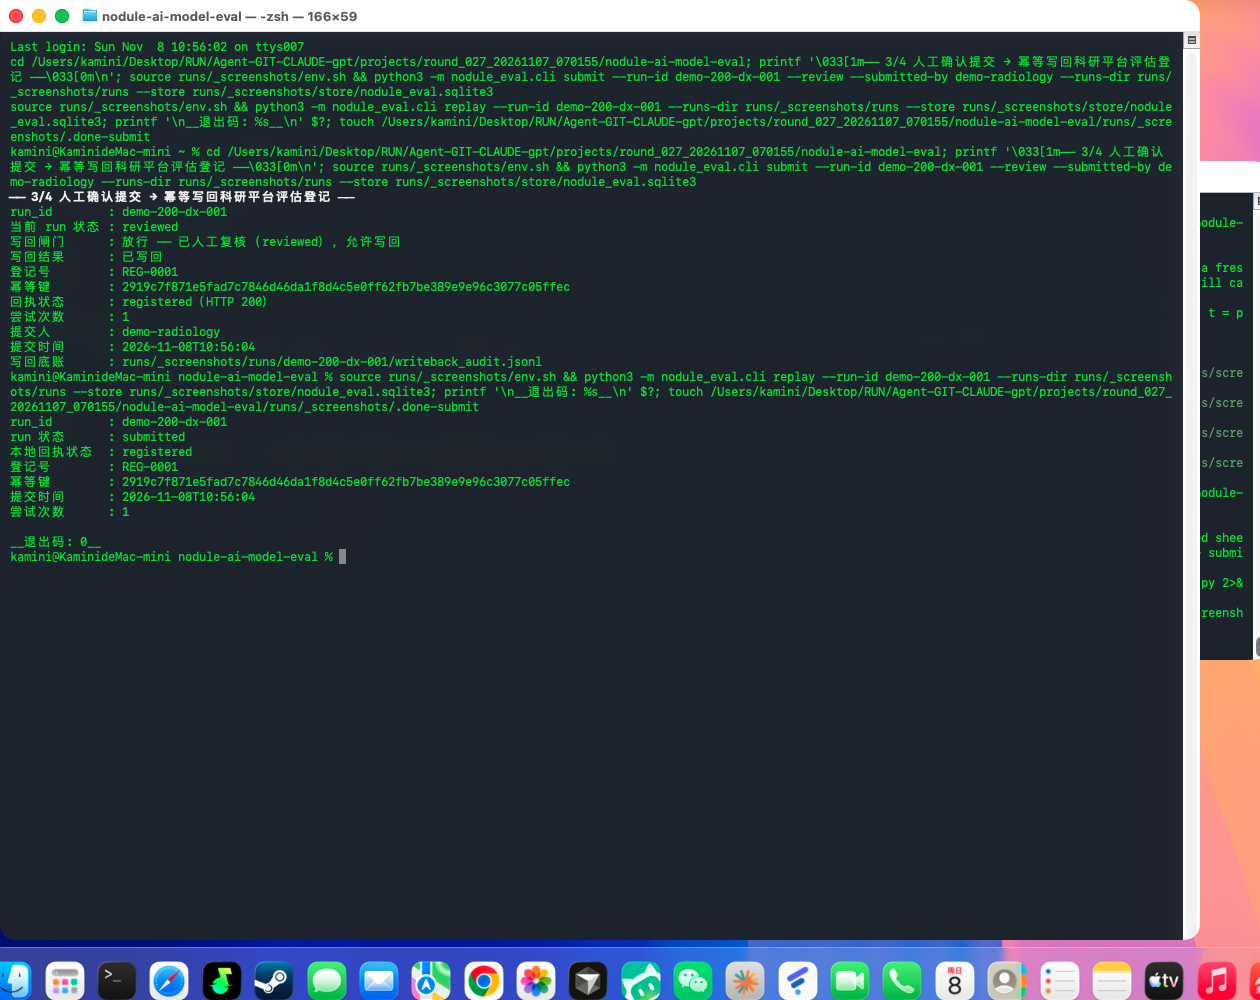 nodule-ai-model-eval — -zsh — 166×59
Last login: Sun Nov  8 10:56:02 on ttys007
cd /Users/kamini/Desktop/RUN/Agent-GIT-CLAUDE-gpt/projects/round_027_20261107_070155/nodule-ai-model-eval; printf '\033[1m—— 3/4 人工确认提交 → 幂等写回科研平台评估登
记 ——\033[0m\n'; source runs/_screenshots/env.sh && python3 -m nodule_eval.cli submit --run-id demo-200-dx-001 --review --submitted-by demo-radiology --runs-dir runs/
_screenshots/runs --store runs/_screenshots/store/nodule_eval.sqlite3
source runs/_screenshots/env.sh && python3 -m nodule_eval.cli replay --run-id demo-200-dx-001 --runs-dir runs/_screenshots/runs --store runs/_screenshots/store/nodule
_eval.sqlite3; printf '\n__退出码: %s__\n' $?; touch /Users/kamini/Desktop/RUN/Agent-GIT-CLAUDE-gpt/projects/round_027_20261107_070155/nodule-ai-model-eval/runs/_scre
enshots/.done-submit
kamini@KaminideMac-mini ~ % cd /Users/kamini/Desktop/RUN/Agent-GIT-CLAUDE-gpt/projects/round_027_20261107_070155/nodule-ai-model-eval; printf '\033[1m—— 3/4 人工确认
提交 → 幂等写回科研平台评估登记 ——\033[0m\n'; source runs/_screenshots/env.sh && python3 -m nodule_eval.cli submit --run-id demo-200-dx-001 --review --submitted-by de
mo-radiology --runs-dir runs/_screenshots/runs --store runs/_screenshots/store/nodule_eval.sqlite3
—— 3/4 人工确认提交 → 幂等写回科研平台评估登记 ——
run_id : demo-200-dx-001
当前 run 状态 : reviewed
写回闸门 : 放行 —— 已人工复核 (reviewed) , 允许写回
写回结果 : 已写回
登记号 : REG-0001
幂等键 : 2919c7f871e5fad7c7846d46da1f8d4c5e0ff62fb7be389e9e96c3077c05ffec
回执状态 : registered (HTTP 200)
尝试次数 : 1
提交人 : demo-radiology
提交时间 : 2026-11-08T10:56:04
写回底账 : runs/_screenshots/runs/demo-200-dx-001/writeback_audit.jsonl
kamini@KaminideMac-mini nodule-ai-model-eval % source runs/_screenshots/env.sh && python3 -m nodule_eval.cli replay --run-id demo-200-dx-001 --runs-dir runs/_screensh
ots/runs --store runs/_screenshots/store/nodule_eval.sqlite3; printf '\n__退出码: %s__\n' $?; touch /Users/kamini/Desktop/RUN/Agent-GIT-CLAUDE-gpt/projects/round_027_
20261107_070155/nodule-ai-model-eval/runs/_screenshots/.done-submit
run_id : demo-200-dx-001
run 状态 : submitted
本地回执状态 : registered
登记号 : REG-0001
幂等键 : 2919c7f871e5fad7c7846d46da1f8d4c5e0ff62fb7be389e9e96c3077c05ffec
提交时间 : 2026-11-08T10:56:04
尝试次数 : 1
__退出码: 0__
kamini@KaminideMac-mini nodule-ai-model-eval %
odule-
a fres
ill ca
t = p
s/scre
s/scre
s/scre
s/scre
odule-
d shee
submi
py 2>&
reensh
周日
8
tv